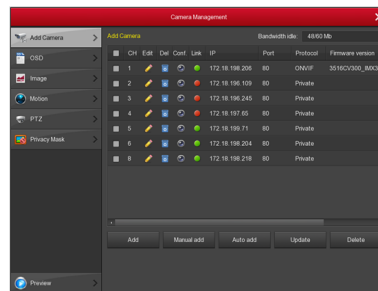 Camera Management X
Add Camera
OSD
Image
Motion
PTZ
Privacy Mask
Preview
Add Camera Bandwidth idle: 48/60 Mb
CH Edit Del Conf. Link IP Port Protocol Firmware version
1 172.18.198.206 80 ONVIF 3516CV300_IMX3
2 172.18.196.109 80 Private
3 172.18.196.245 80 Private
4 172.18.197.65 80 Private
5 172.18.199.71 80 Private
6 172.18.196.204 80 Private
8 172.18.198.218 80 Private
Add Manual add Auto add Update Delete